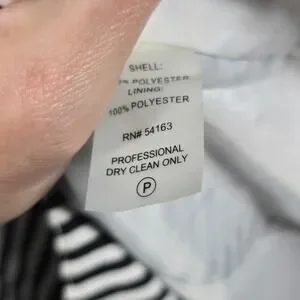 SHELL:
% POLYESTER
LINING:
100% POLYESTER
RN# 54163
PROFESSIONAL
DRY CLEAN ONLY
P